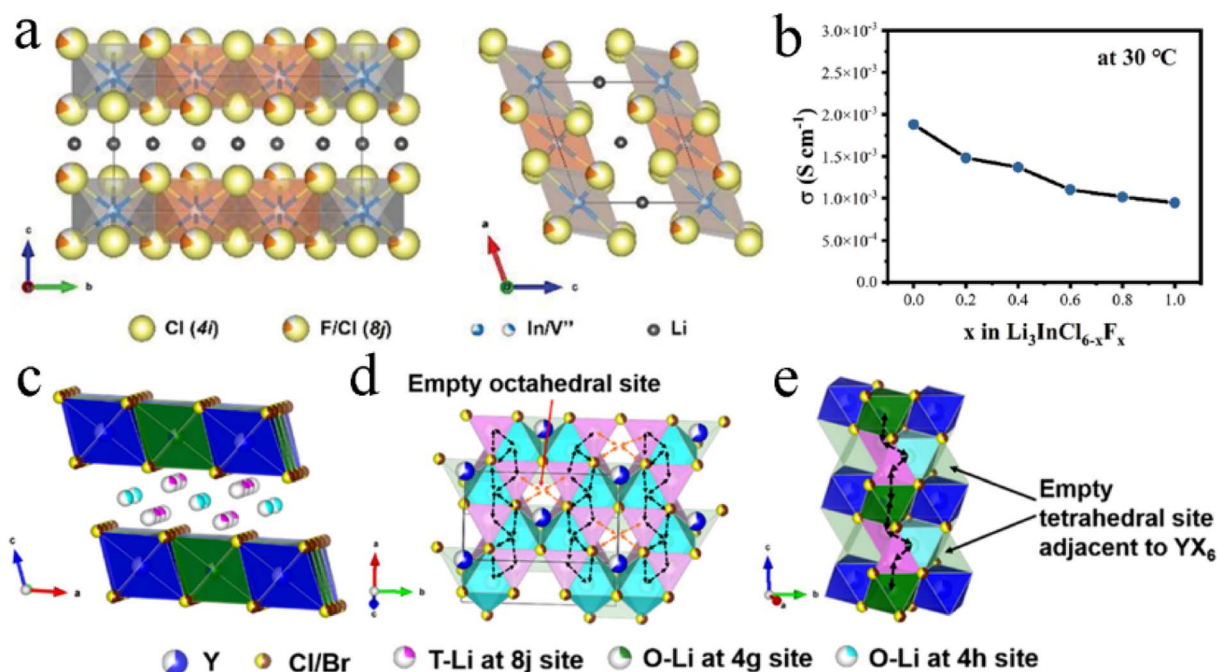 a
c
b
a
c
Cl (4i)
F/Cl (8j)
In/V''
Li
b
at 30 °C
σ (S cm⁻¹)
3.0×10⁻³
2.5×10⁻³
2.0×10⁻³
1.5×10⁻³
1.0×10⁻³
5.0×10⁻⁴
0.0
0.0 0.2 0.4 0.6 0.8 1.0
x in Li₃InCl₆₋ₓFₓ
c
c
a
d
Empty octahedral site
a
b
c
e
Empty
tetrahedral site
adjacent to YX₆
c
b
a
Y
Cl/Br
T-Li at 8j site
O-Li at 4g site
O-Li at 4h site